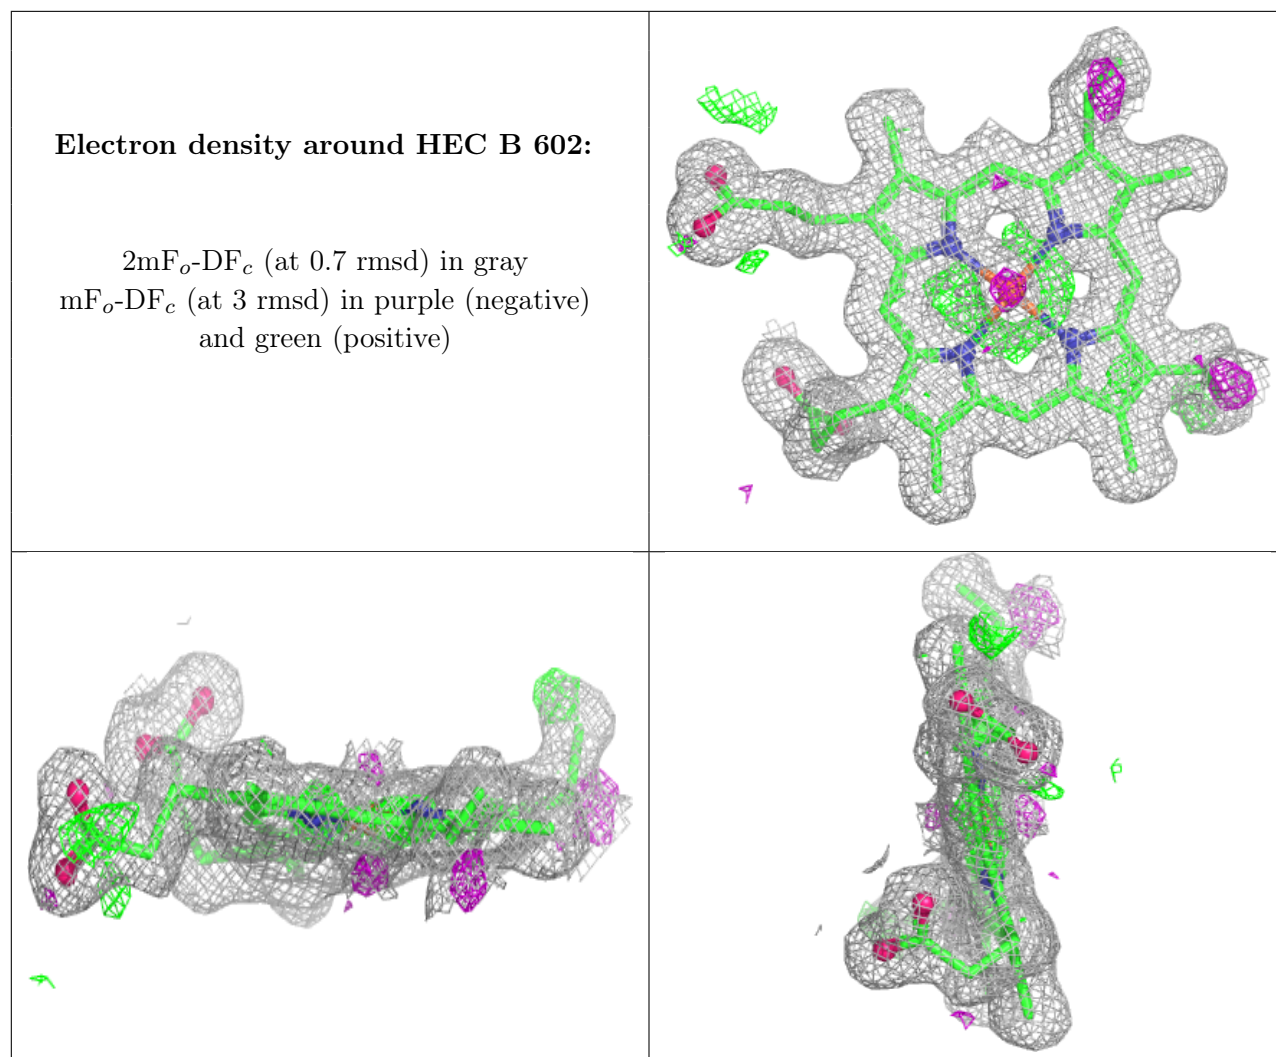 Electron density around HEC B 602:
2mFo-DFc (at 0.7 rmsd) in gray
mFo-DFc (at 3 rmsd) in purple (negative)
and green (positive)